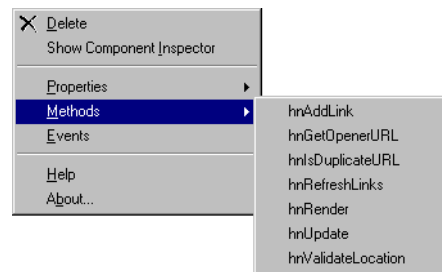 Delete
Show Component Inspector
Properties
Methods
Events
Help
About...
hnAddLink
hnGetOpenerURL
hnIsDuplicateURL
hnRefreshLinks
hnRender
hnUpdate
hnValidateLocation